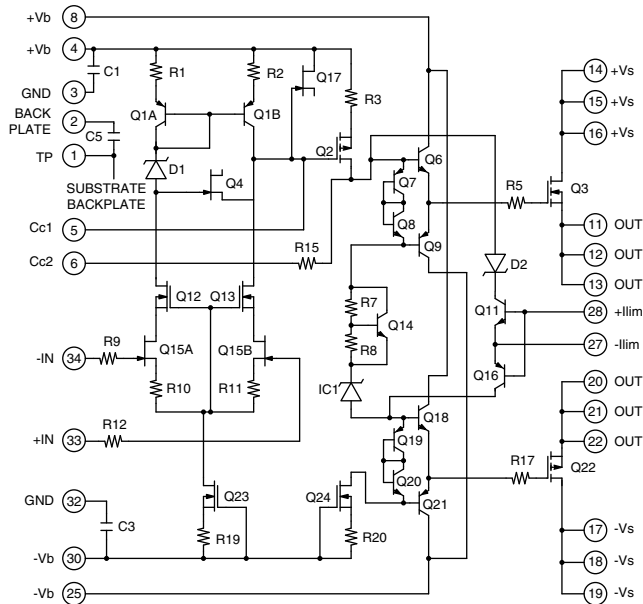 +Vb 8
+Vb 4
R1 R2 Q17
C1 R3
GND 3
Q1A Q1B
BACK PLATE 2
C5
Q2 Q6
TP 1
D1 Q7
SUBSTRATE BACKPLATE
Q4
Q8
R5 Q3
14 +Vs
15 +Vs
16 +Vs
Cc1 5
Q9
11 OUT
12 OUT
13 OUT
Cc2 6
R15
D2
Q12 Q13
R7
Q14
Q11
28 +Ilim
R9 Q15A Q15B
R8
27 -Ilim
-IN 34
R10 R11
IC1
Q16
20 OUT
21 OUT
22 OUT
R12
+IN 33
Q18
Q19
R17 Q22
Q20
GND 32
Q23 Q24
Q21
C3
R19 R20
17 -Vs
18 -Vs
19 -Vs
-Vb 30
-Vb 25